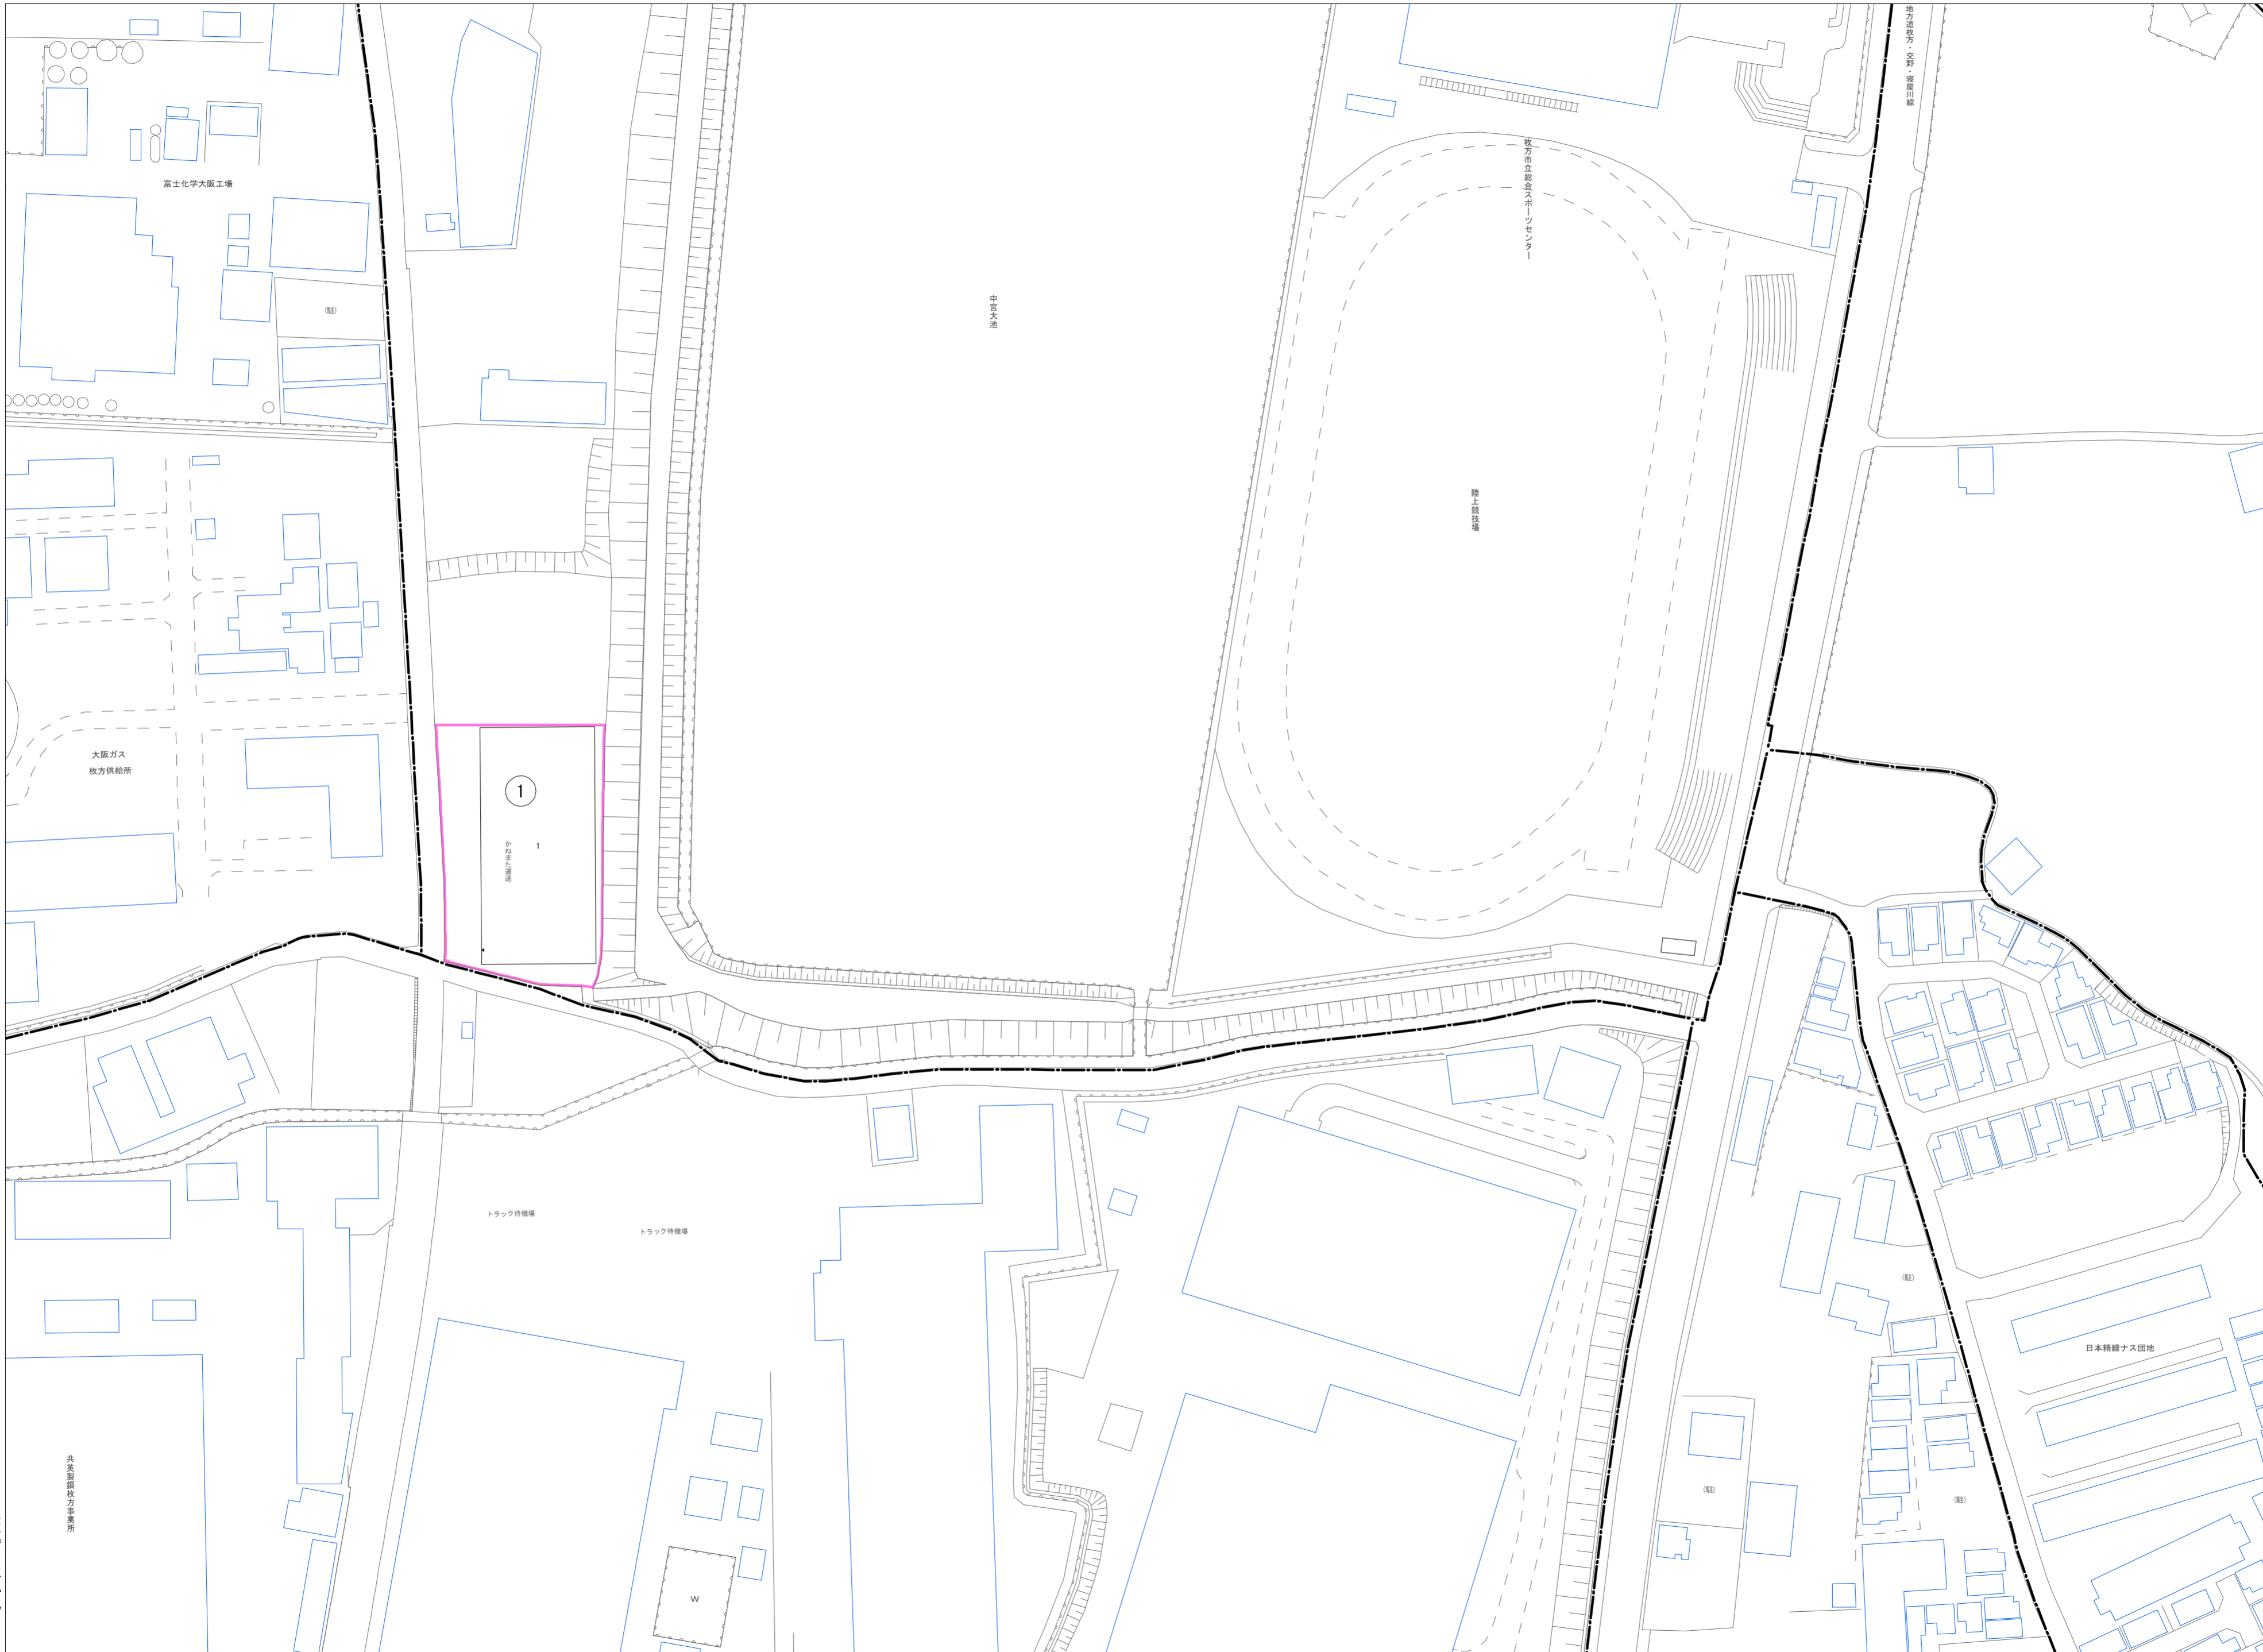 地方道枚方・交野・寝屋川線
枚方市立総合スポーツセンター
富士化学大阪工場
(駐)
中宮大池
陸上競技場
大阪ガス
枚方供給所
1
1
かねまた運送
トラック待機場
トラック待機場
(駐)
日本精線ナス団地
共英製鋼枚方事業所
(駐)
(駐)
W